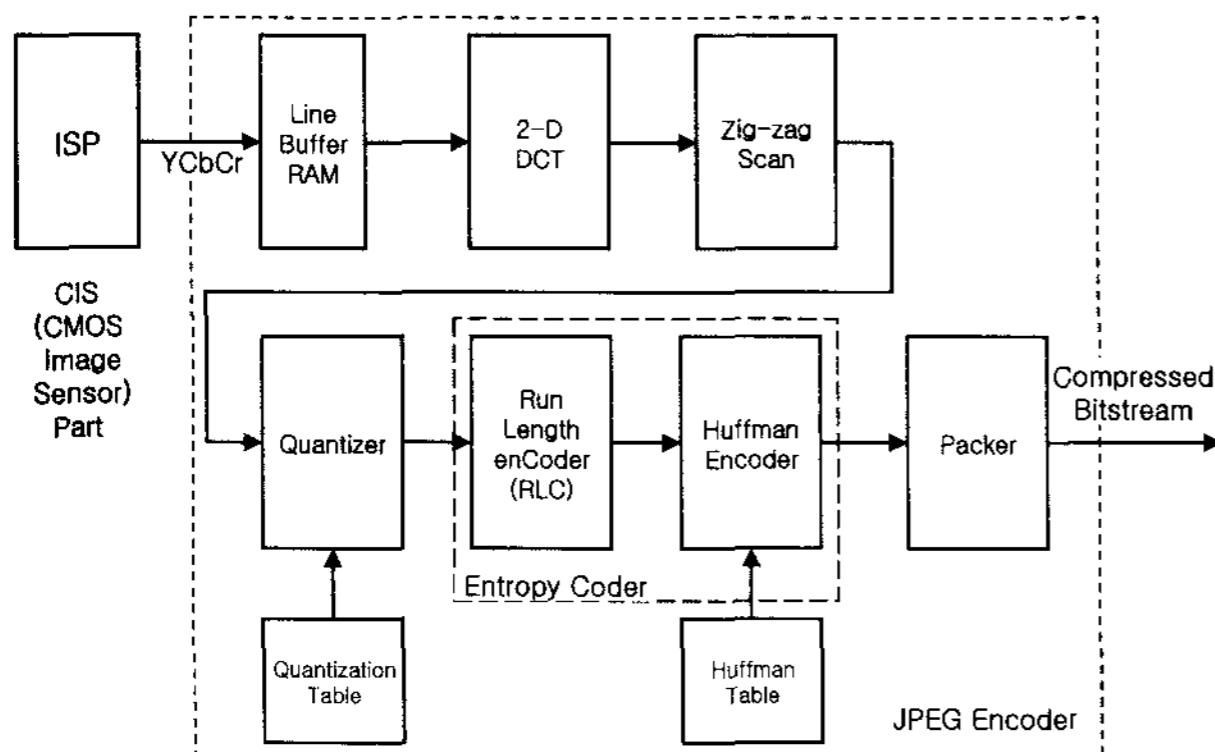 ISP
YCbCr
Line
Buffer
RAM
2-D
DCT
Zig-zag
Scan
CIS
(CMOS
Image
Sensor)
Part
Quantizer
Run
Length
enCoder
(RLC)
Huffman
Encoder
Packer
Compressed
Bitstream
Entropy Coder
Quantization
Table
Huffman
Table
JPEG Encoder